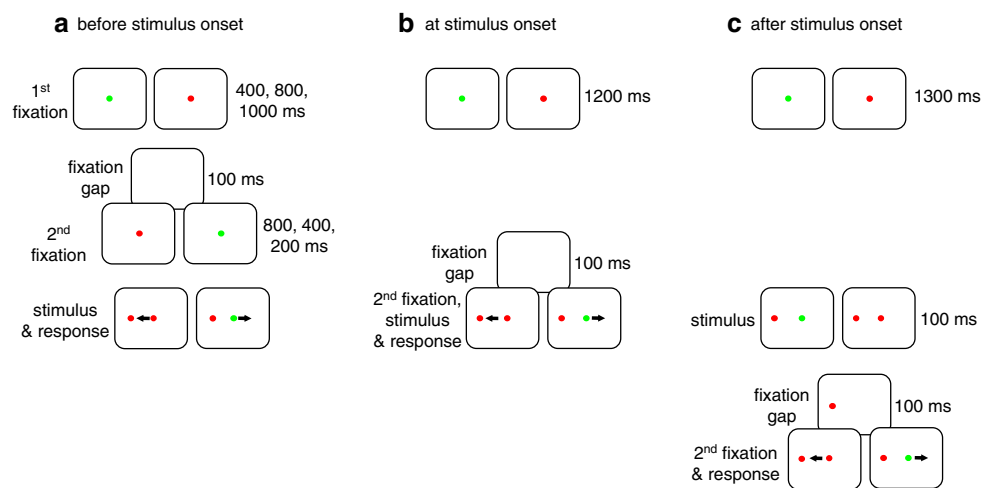 a before stimulus onset
1st
fixation
400, 800,
1000 ms
fixation
gap
100 ms
2nd
fixation
800, 400,
200 ms
stimulus
& response
b at stimulus onset
1200 ms
fixation
gap
100 ms
2nd fixation,
stimulus
& response
c after stimulus onset
1300 ms
stimulus
100 ms
fixation
gap
100 ms
2nd fixation
& response